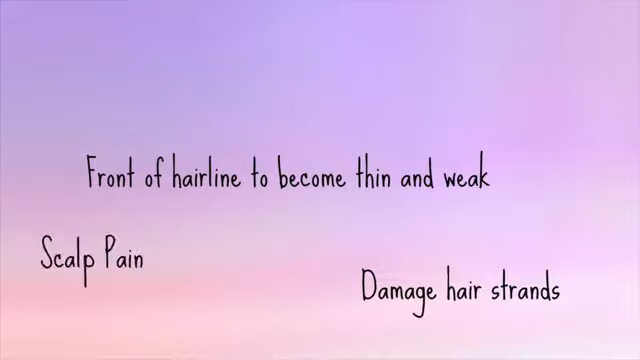 Front of hairline to become thin and weak
Scalp Pain
Damage hair strands